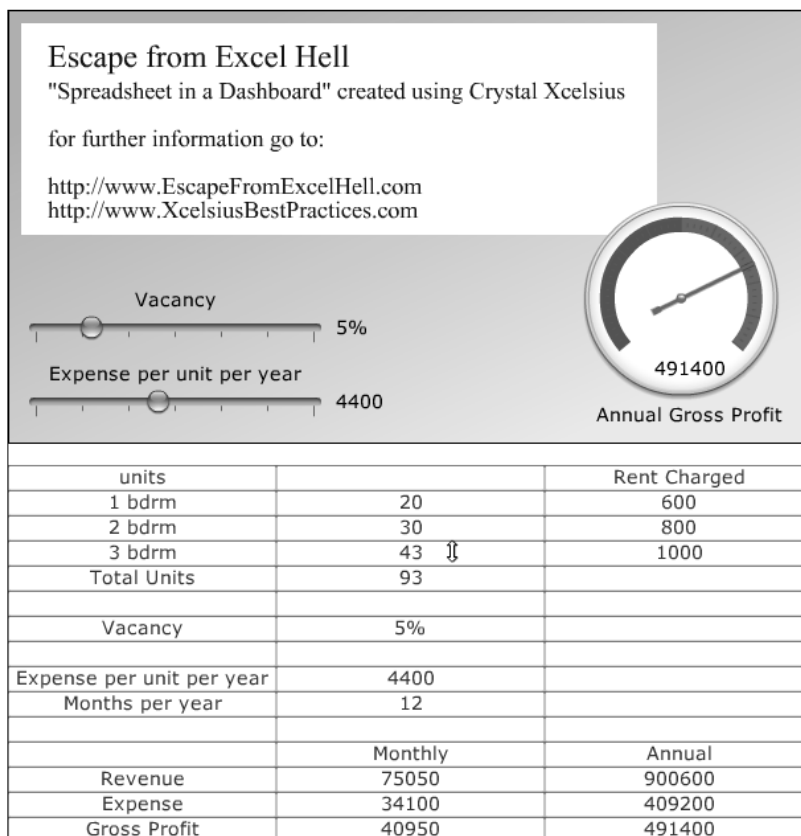 Escape from Excel Hell
"Spreadsheet in a Dashboard" created using Crystal Xcelsius
for further information go to:
http://www.EscapeFromExcelHell.com
http://www.XcelsiusBestPractices.com
Vacancy
5%
Expense per unit per year
4400
491400
Annual Gross Profit
units Rent Charged
1 bdrm 20 600
2 bdrm 30 800
3 bdrm 43 1000
Total Units 93
Vacancy 5%
Expense per unit per year 4400
Months per year 12
Monthly Annual
Revenue 75050 900600
Expense 34100 409200
Gross Profit 40950 491400